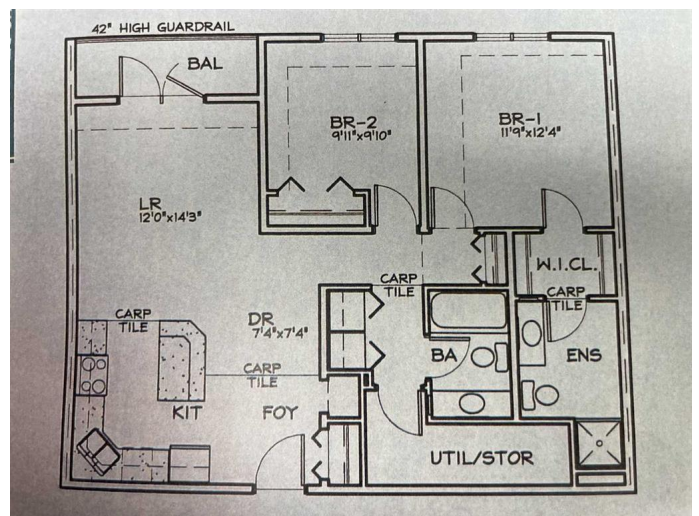 42" HIGH GUARDRAIL
BAL
BR-2
9'11"x9'10"
BR-1
11'9"x12'4"
LR
12'0"x14'3"
W.I.CL.
CARP
TILE
CARP
TILE
CARP
TILE
DR
7'4"x7'4"
BA
ENS
CARP
TILE
KIT
FOY
UTIL/STOR